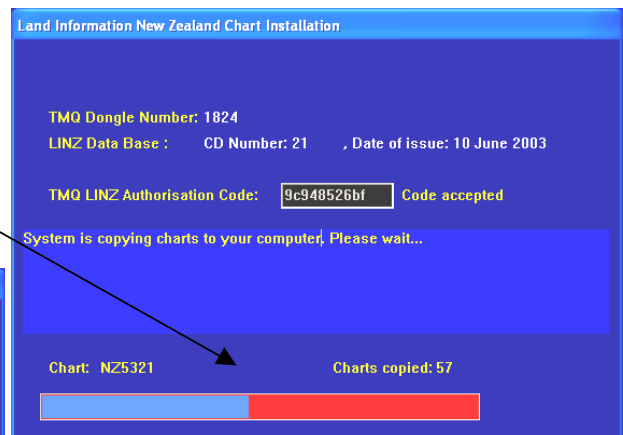 Land Information New Zealand Chart Installation
TMQ Dongle Number: 1824
LINZ Data Base : CD Number: 21 , Date of issue: 10 June 2003
TMQ LINZ Authorisation Code: 9c948526bf Code accepted
System is copying charts to your computer. Please wait...
Chart: NZ5321 Charts copied: 57